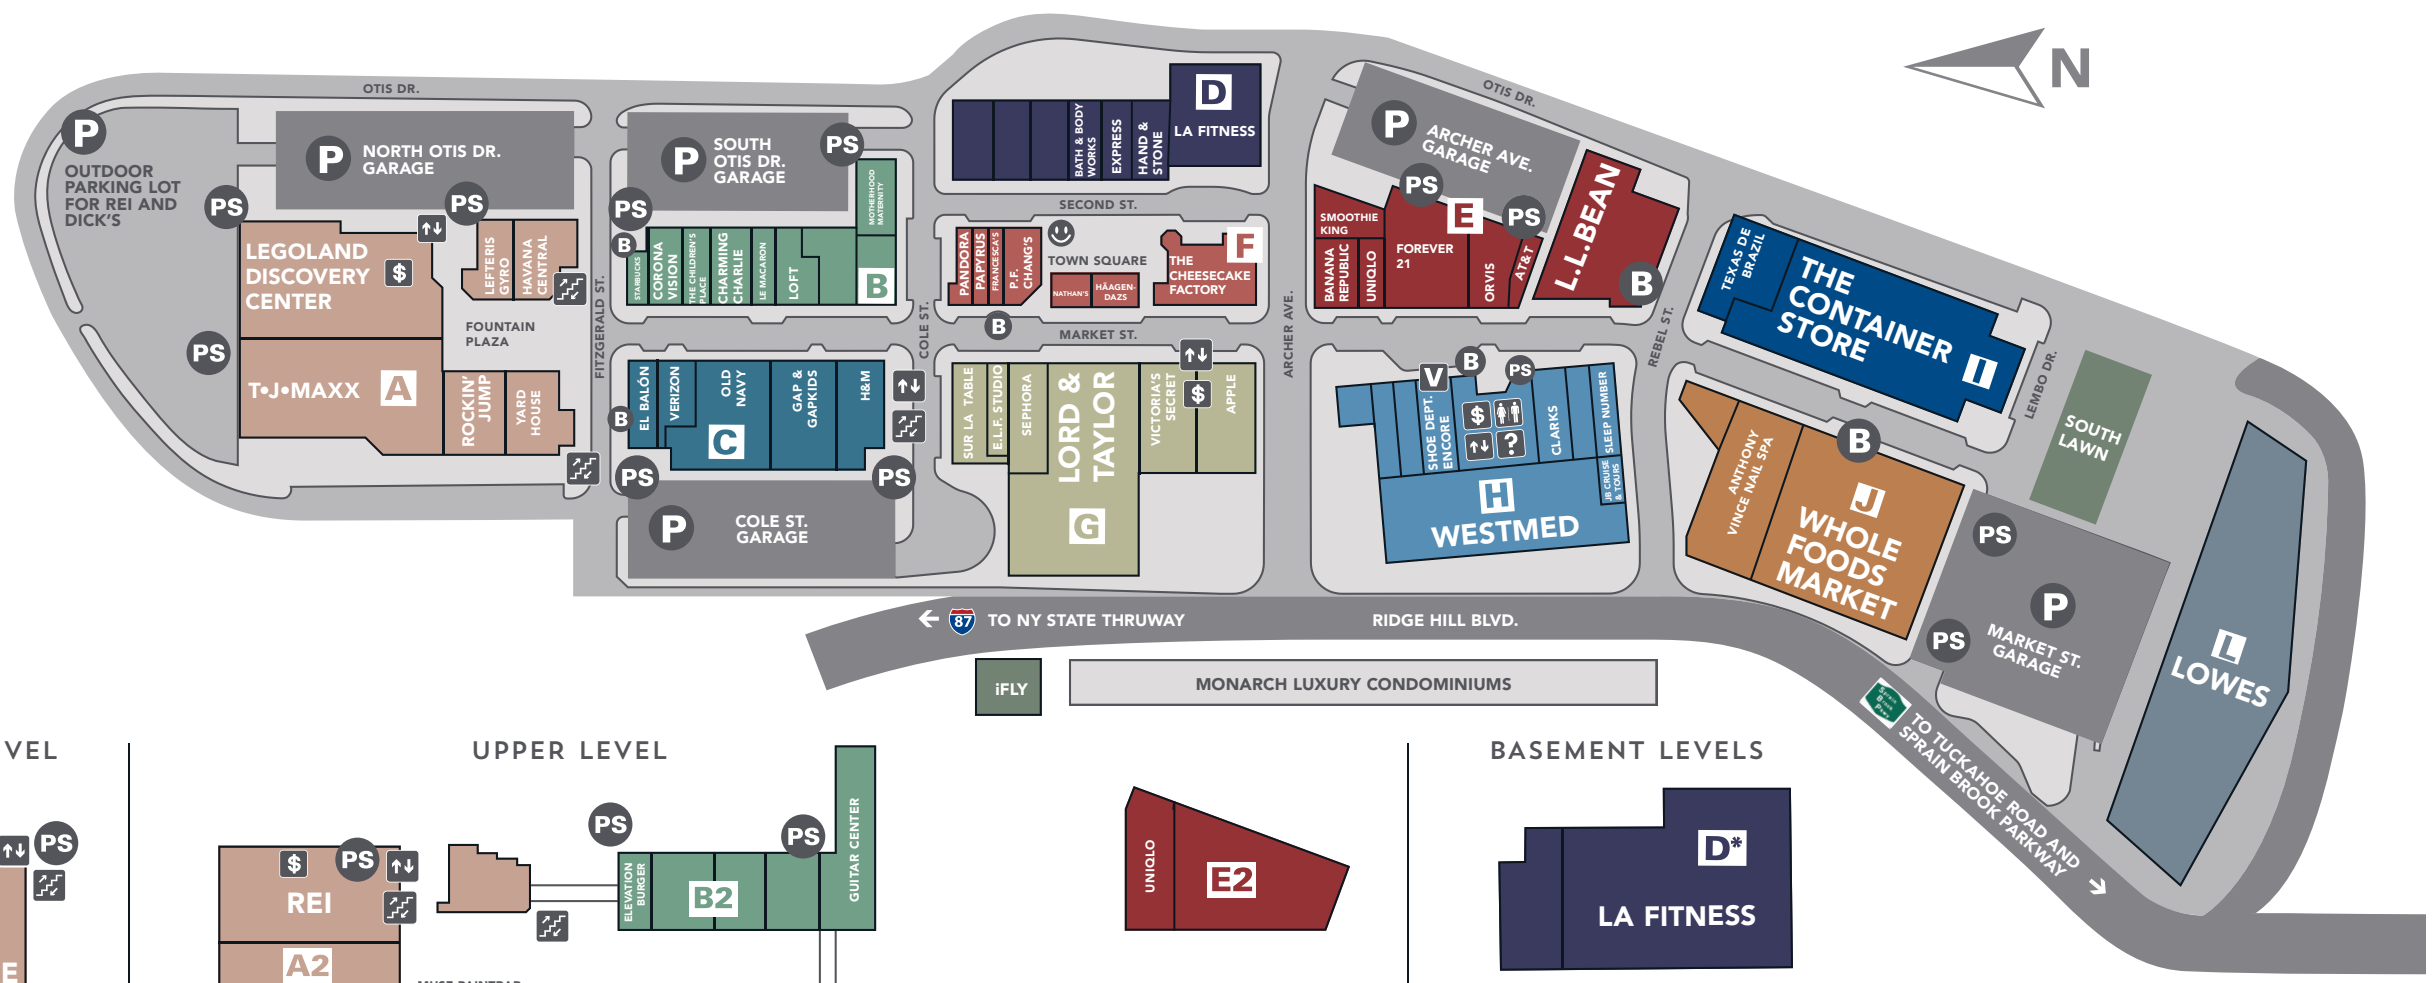 OTIS DR.
P
OUTDOOR
PARKING LOT
FOR REI AND
DICK'S
P
NORTH OTIS DR.
GARAGE
PS
PS
PS
LEGOLAND
DISCOVERY
CENTER
$
LEFTERIS
GYRO
HAVANA
CENTRAL
FOUNTAIN
PLAZA
T•J•MAXX
A
ROCKIN'
JUMP
YARD
HOUSE
FITZGERALD ST.
P
SOUTH
OTIS DR.
GARAGE
PS
PS
B
STARBUCKS
CORONA
VISION
THE CHILDREN'S
PLACE
CHARMING
CHARLIE
LE MACARON
LOFT
MOTHERHOOD
MATERNITY
B
B
EL BALÓN
VERIZON
OLD
NAVY
GAP &
GAPKIDS
H&M
C
PS
PS
P
COLE ST.
GARAGE
COLE ST.
BATH & BODY
WORKS
EXPRESS
HAND &
STONE
D
LA FITNESS
SECOND ST.
PANDORA
PAPYRUS
FRANCESCA'S
P.F.
CHANG'S
TOWN SQUARE
NATHAN'S
HÄAGEN-
DAZS
F
THE
CHEESECAKE
FACTORY
B
MARKET ST.
SUR LA TABLE
E.L.F. STUDIO
SEPHORA
LORD &
TAYLOR
G
VICTORIA'S
SECRET
$
APPLE
ARCHER AVE.
OTIS DR.
P
ARCHER AVE.
GARAGE
PS
PS
SMOOTHIE
KING
BANANA
REPUBLIC
UNIQLO
E
FOREVER
21
ORVIS
AT&T
L.L.BEAN
B
REBEL ST.
V
B
PS
SHOE DEPT.
ENCORE
$
?
CLARKS
SLEEP NUMBER
JB CRUISE
& TOURS
H
WESTMED
TEXAS DE
BRAZIL
THE
CONTAINER
STORE
I
LEMBO DR.
SOUTH
LAWN
ANTHONY
VINCE NAIL SPA
B
J
WHOLE
FOODS
MARKET
PS
PS
P
MARKET ST.
GARAGE
L
LOWES
N
87
TO NY STATE THRUWAY
RIDGE HILL BLVD.
iFLY
MONARCH LUXURY CONDOMINIUMS
TO TUCKAHOE ROAD AND
SPRAIN BROOK PARKWAY
VEL
PS
E
UPPER LEVEL
$
PS
REI
A2
PS
PS
ELEVATION
BURGER
B2
GUITAR CENTER
UNIQLO
E2
BASEMENT LEVELS
D*
LA FITNESS